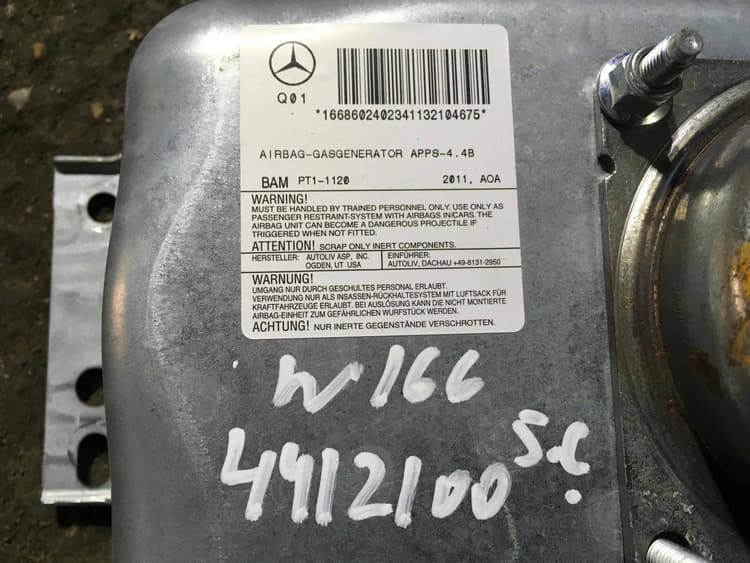 Q01
*1668602402341132104675*
AIRBAG-GASGENERATOR APPS-4.4B
BAM PT1-1120 2011, AOA
WARNING!
MUST BE HANDLED BY TRAINED PERSONNEL ONLY. USE ONLY AS
PASSENGER RESTRAINT-SYSTEM WITH AIRBAGS IN/CARS. THE
AIRBAG UNIT CAN BECOME A DANGEROUS PROJECTILE IF
TRIGGERED WHEN NOT FITTED.
ATTENTION! SCRAP ONLY INERT COMPONENTS.
HERSTELLER: AUTOLIV ASP, INC. EINFÜHRER:
OGDEN, UT USA AUTOLIV, DACHAU +49-8131-2950
WARNUNG!
UMGANG NUR DURCH GESCHULTES PERSONAL ERLAUBT.
VERWENDUNG NUR ALS INSASSEN-RÜCKHALTESYSTEM MIT LUFTSACK FÜR
KRAFTFAHRZEUGE ERLAUBT. BEI AUSLÖSUNG KANN DIE NICHT MONTIERTE
AIRBAG-EINHEIT ZUM GEFÄHRLICHEN WURFSTÜCK WERDEN.
ACHTUNG! NUR INERTE GEGENSTÄNDE VERSCHROTTEN.
W166
4412100 S.C